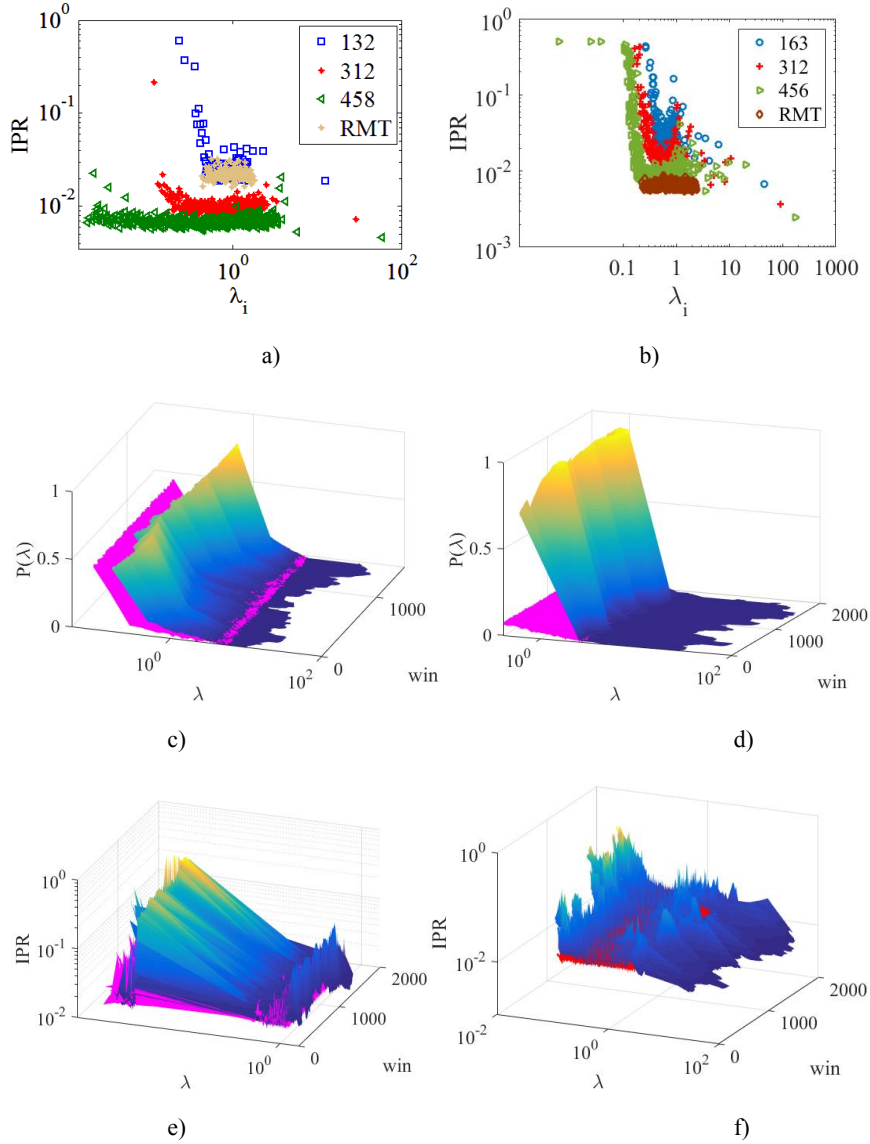 10^0
10^-1
10^-2
IPR
132
312
458
RMT
10^0
10^2
λ_i
a)
10^0
10^-1
10^-2
10^-3
IPR
163
312
456
RMT
0.1
1
10
100
1000
λ_i
b)
1
0.5
0
P(λ)
10^0
10^2
λ
0
1000
win
c)
1
0.5
0
P(λ)
10^0
10^2
λ
0
1000
2000
win
d)
10^0
10^-1
10^-2
IPR
10^0
λ
0
1000
2000
win
e)
10^0
10^-2
10^-2
IPR
10^0
10^2
λ
0
1000
2000
win
f)